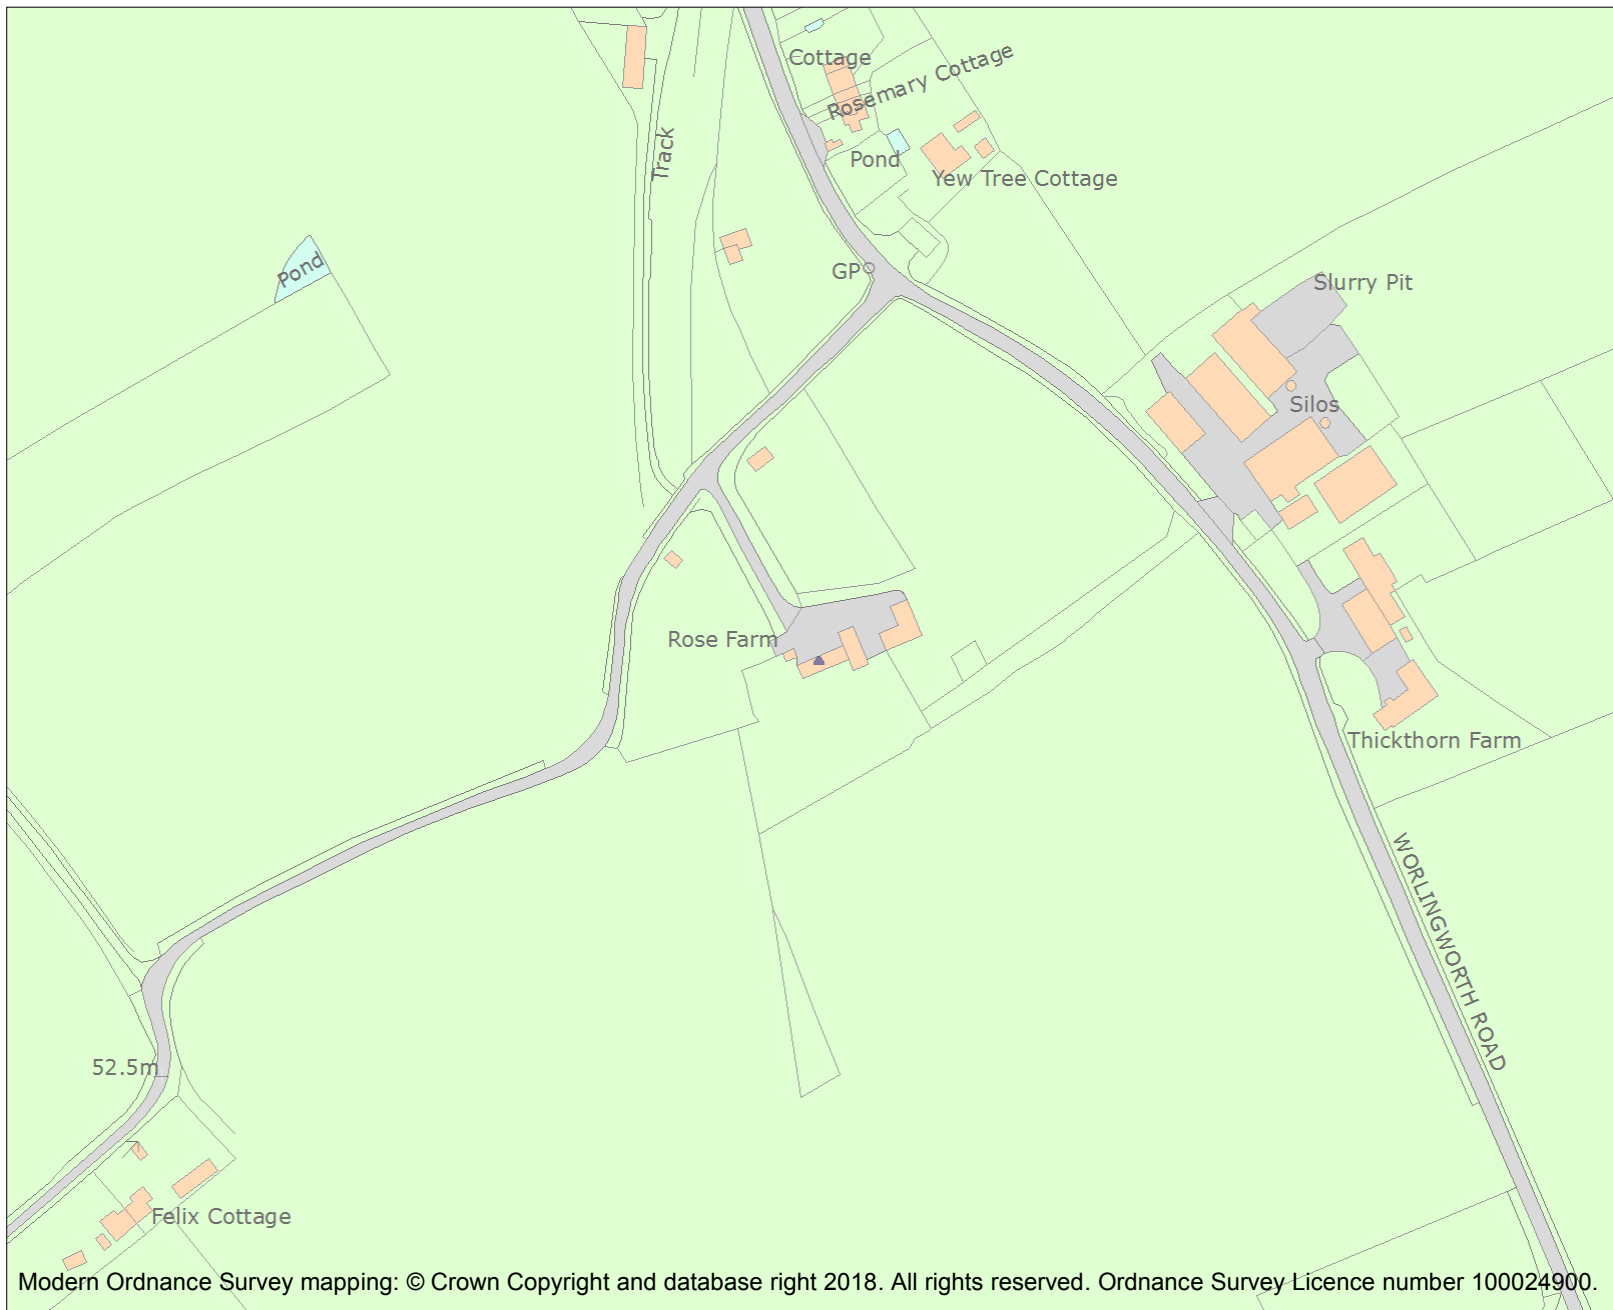 Cottage
Rosemary Cottage
Track
Pond
Yew Tree Cottage
Pond
GP
Slurry Pit
Silos
Rose Farm
Thickthorn Farm
WORLINGWORTH ROAD
52.5m
Felix Cottage
Modern Ordnance Survey mapping: © Crown Copyright and database right 2018. All rights reserved. Ordnance Survey Licence number 100024900.